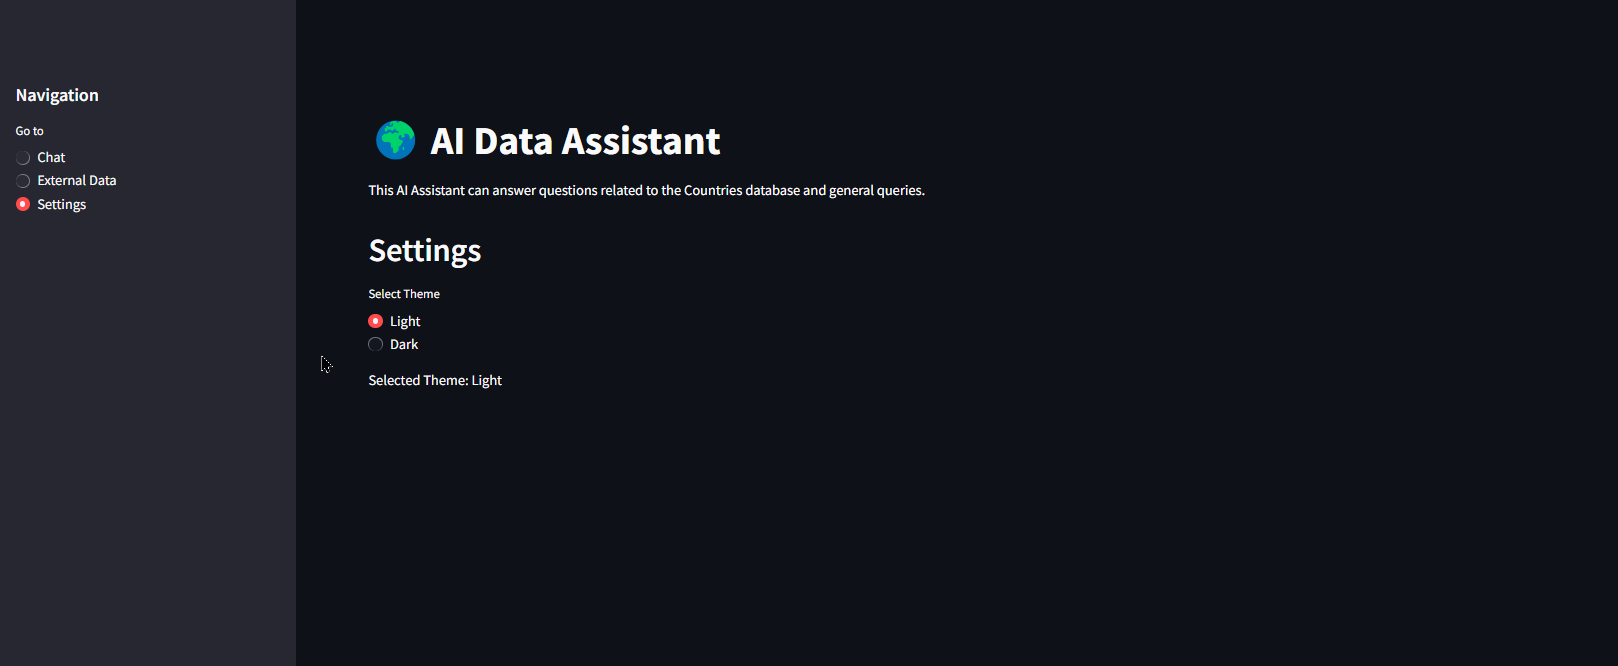 Navigation
Go to
Chat
External Data
Settings
AI Data Assistant
This AI Assistant can answer questions related to the Countries database and general queries.
Settings
Select Theme
Light
Dark
Selected Theme: Light